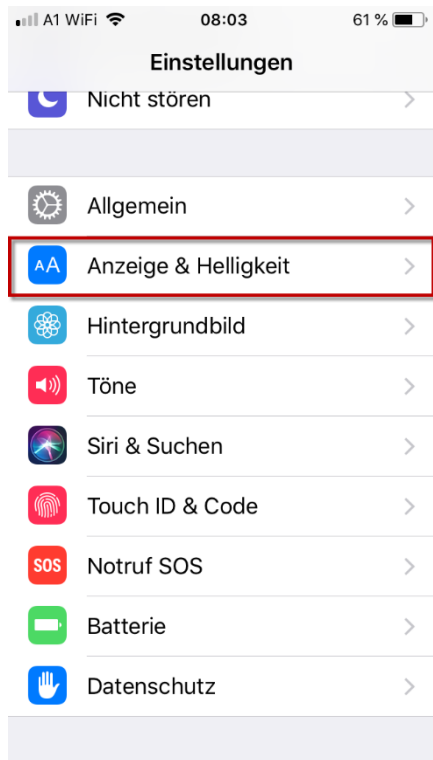 A1 WiFi 08:03 61 %
Einstellungen
Nicht stören
Allgemein
AA Anzeige & Helligkeit
Hintergrundbild
Töne
Siri & Suchen
Touch ID & Code
SOS Notruf SOS
Batterie
Datenschutz